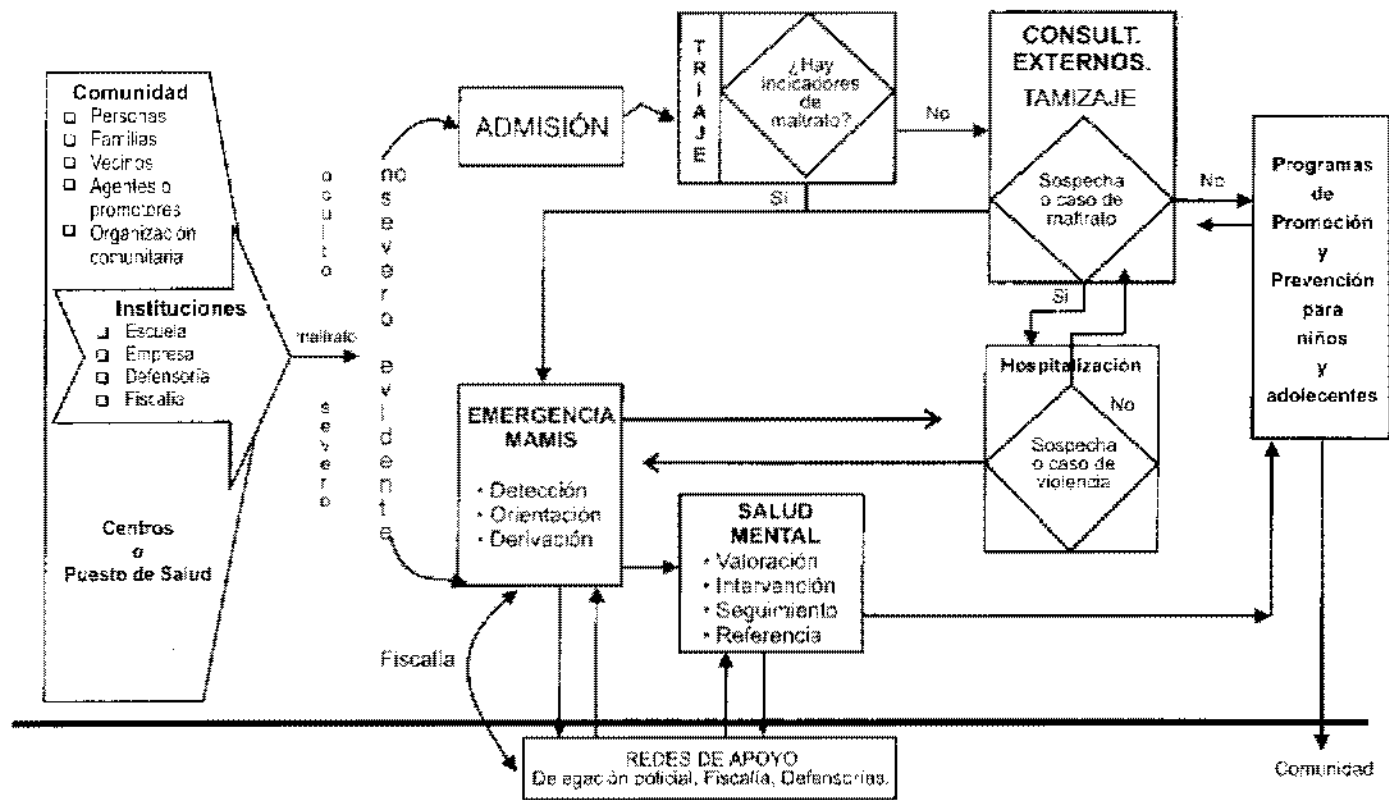 Comunidad
Personas
Familias
Vecinos
Agentes o
promotores
Organización
comunitaria
Instituciones
Escuela
Empresa
Defensoría
Fiscalía
Centros
o
Puesto de Salud
maltrato
oculto
no severo evidente
severo
ADMISIÓN
TRIAJE
¿Hay
indicadores
de
maltrato?
No
Si
CONSULT.
EXTERNOS.
TAMIZAJE
Sospecha
o caso de
maltrato
No
Si
Programas
de
Promoción
y
Prevención
para
niños
y
adolecentes
Hospitalización
No
Sospecha
o caso de
violencia
EMERGENCIA
MAMIS
• Detección
• Orientación
• Derivación
SALUD
MENTAL
• Valoración
• Intervención
• Seguimiento
• Referencia
Fiscalía
REDES DE APOYO
De egación policial, Fiscalía, Defensorías.
Comunidad